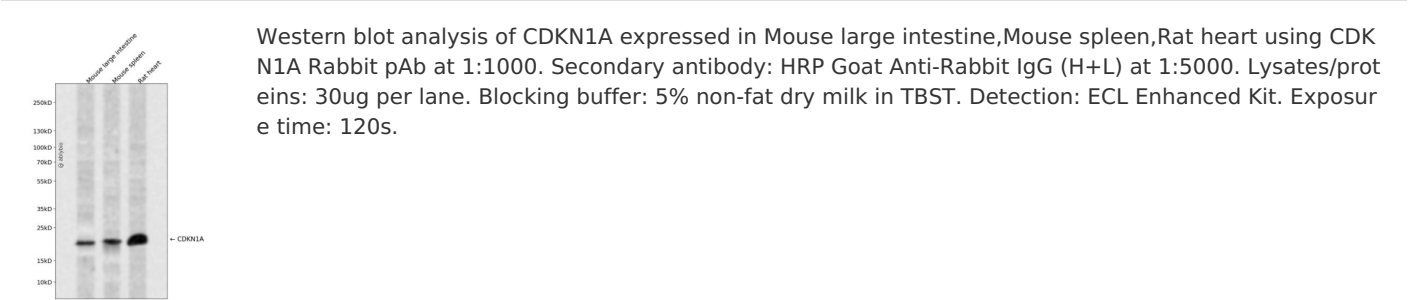 Mouse large intestine
Mouse spleen
Rat heart
250kD
130kD
100kD
70kD
55kD
35kD
25kD
15kD
10kD
@ abybio
← CDKN1A
Western blot analysis of CDKN1A expressed in Mouse large intestine,Mouse spleen,Rat heart using CDK
N1A Rabbit pAb at 1:1000. Secondary antibody: HRP Goat Anti-Rabbit IgG (H+L) at 1:5000. Lysates/prot
eins: 30ug per lane. Blocking buffer: 5% non-fat dry milk in TBST. Detection: ECL Enhanced Kit. Exposur
e time: 120s.